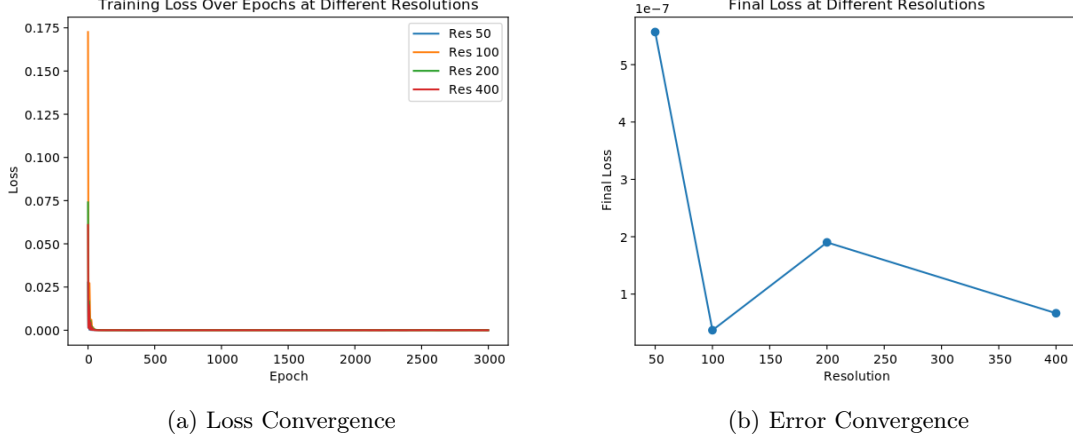 Training Loss Over Epochs at Different Resolutions
0.175
0.150
0.125
0.100
0.075
0.050
0.025
0.000
Loss
Res 50
Res 100
Res 200
Res 400
0 500 1000 1500 2000 2500 3000
Epoch
(a) Loss Convergence
Final Loss at Different Resolutions
1e−7
5
4
3
2
1
Final Loss
50 100 150 200 250 300 350 400
Resolution
(b) Error Convergence